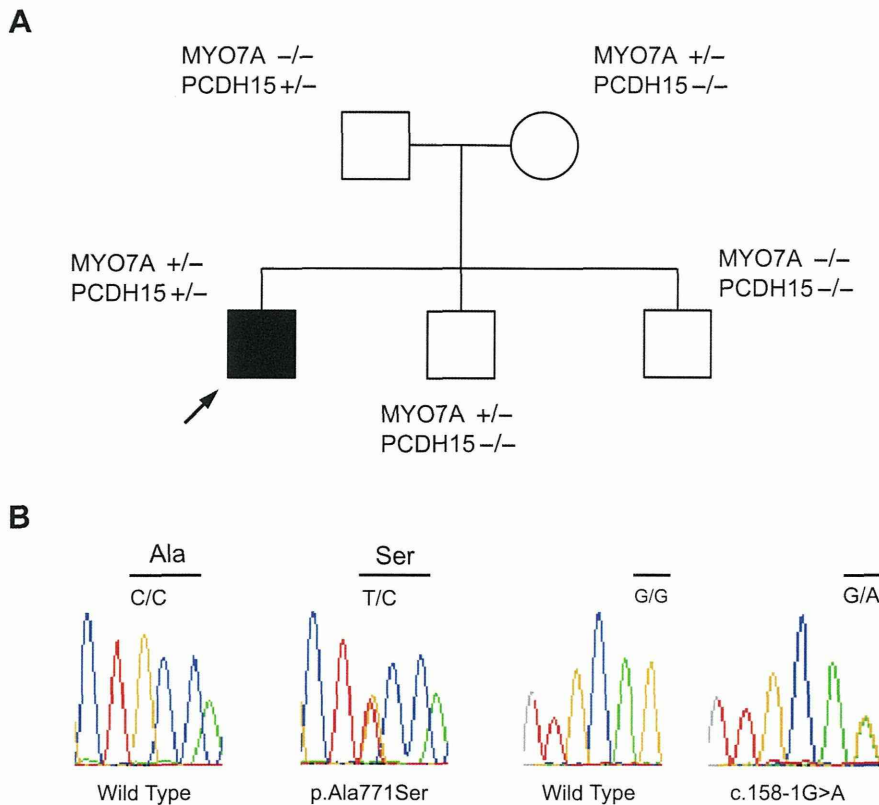 A
MYO7A –/–
PCDH15 +/–
MYO7A +/–
PCDH15 –/–
MYO7A +/–
PCDH15 +/–
MYO7A –/–
PCDH15 –/–
MYO7A +/–
PCDH15 –/–
B
Ala
Ser
C/C
T/C
G/G
G/A
Wild Type
p.Ala771Ser
Wild Type
c.158-1G>A